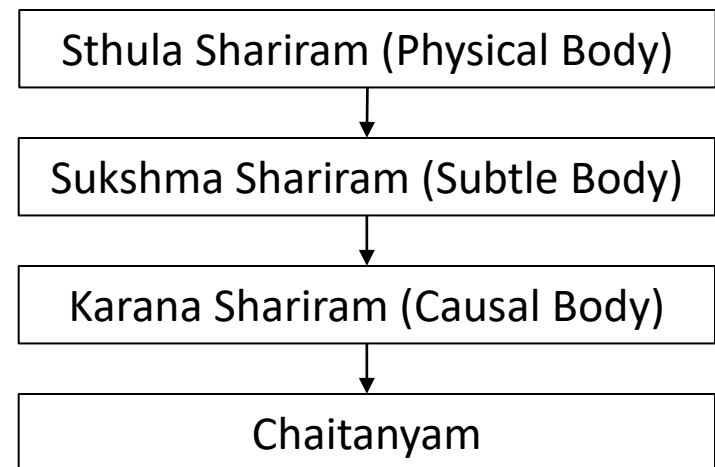 Sthula Shariram (Physical Body)
Sukshma Shariram (Subtle Body)
Karana Shariram (Causal Body)
Chaitanyam